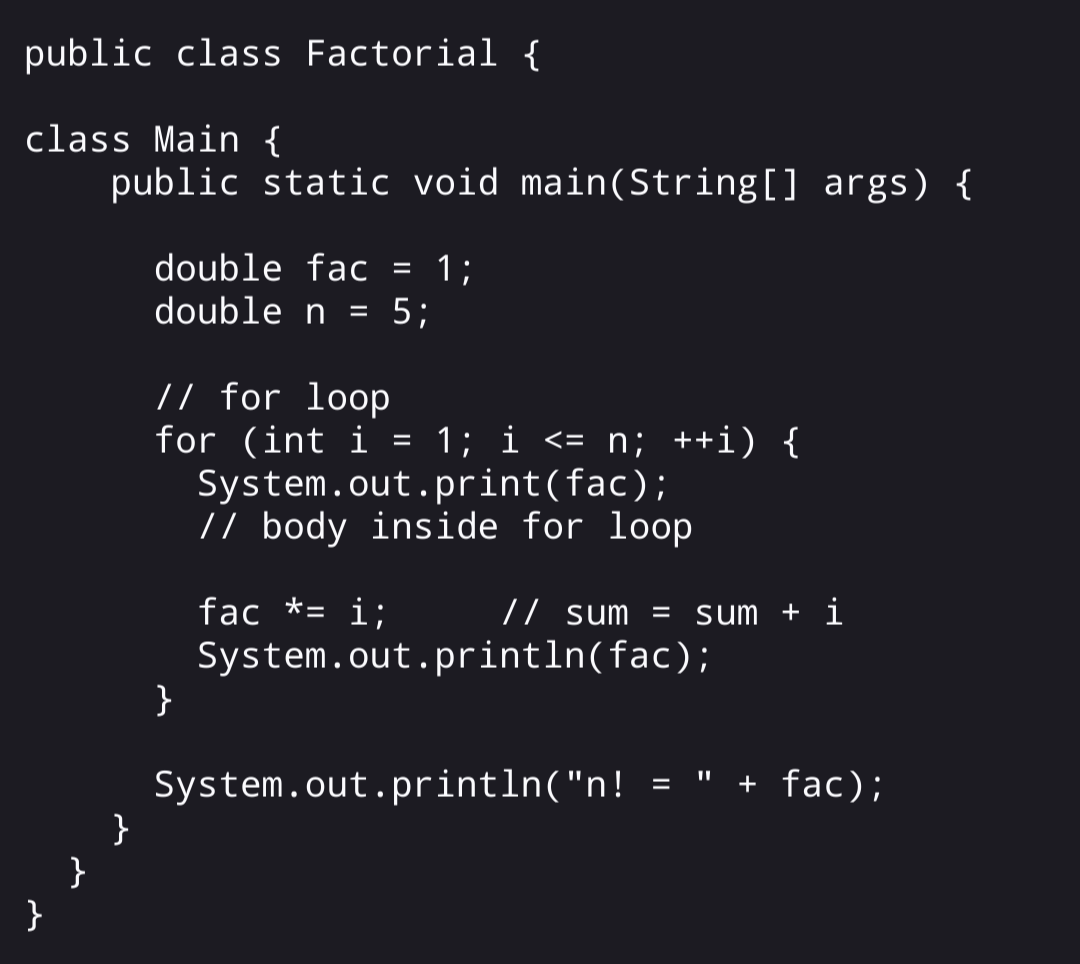 public class Factorial {
class Main {
public static void main(String[] args) {
double fac = 1;
double n = 5;
// for loop
for (int i = 1; i <= n; ++i) {
System.out.print(fac);
// body inside for loop
fac *= i;     // sum = sum + i
System.out.println(fac);
}
System.out.println("n! = " + fac);
}
}
}